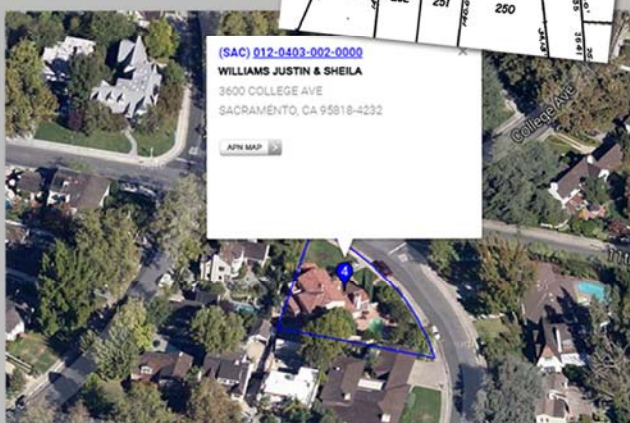 251
250
3641
(SAC) 012-0403-002-0000
WILLIAMS JUSTIN & SHEILA
3600 COLLEGE AVE
SACRAMENTO, CA 95818-4232
APN MAP
College Ave
4